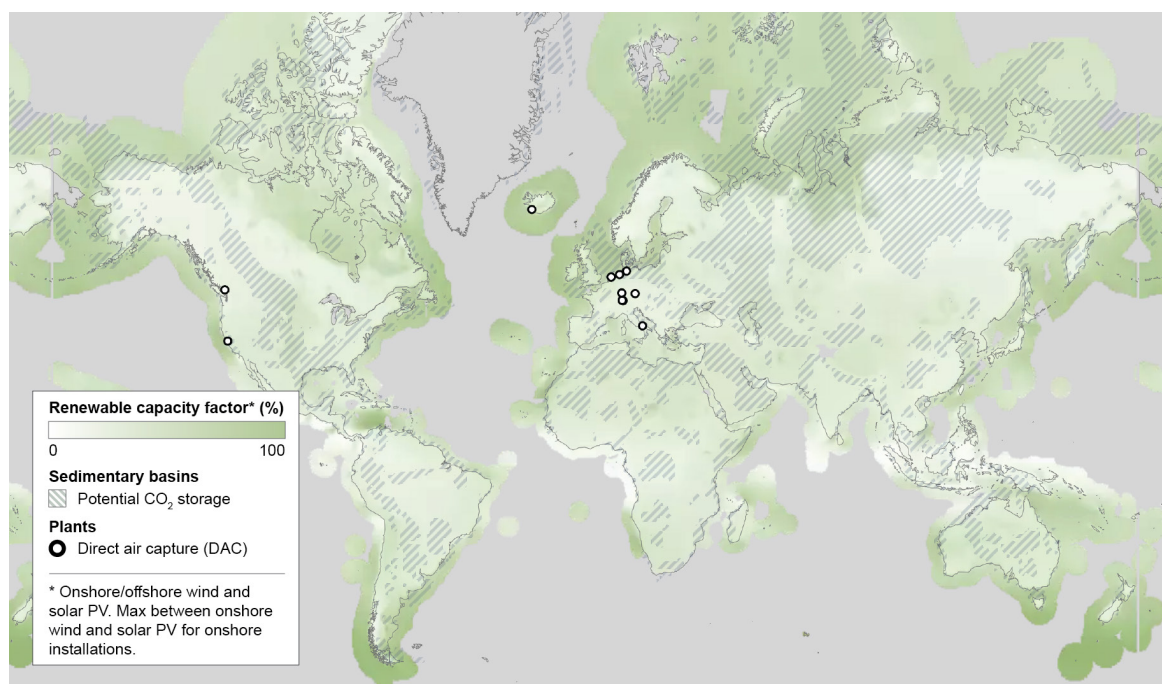 Renewable capacity factor* (%)
0 100
Sedimentary basins
Potential CO₂ storage
Plants
Direct air capture (DAC)
* Onshore/offshore wind and
solar PV. Max between onshore
wind and solar PV for onshore
installations.